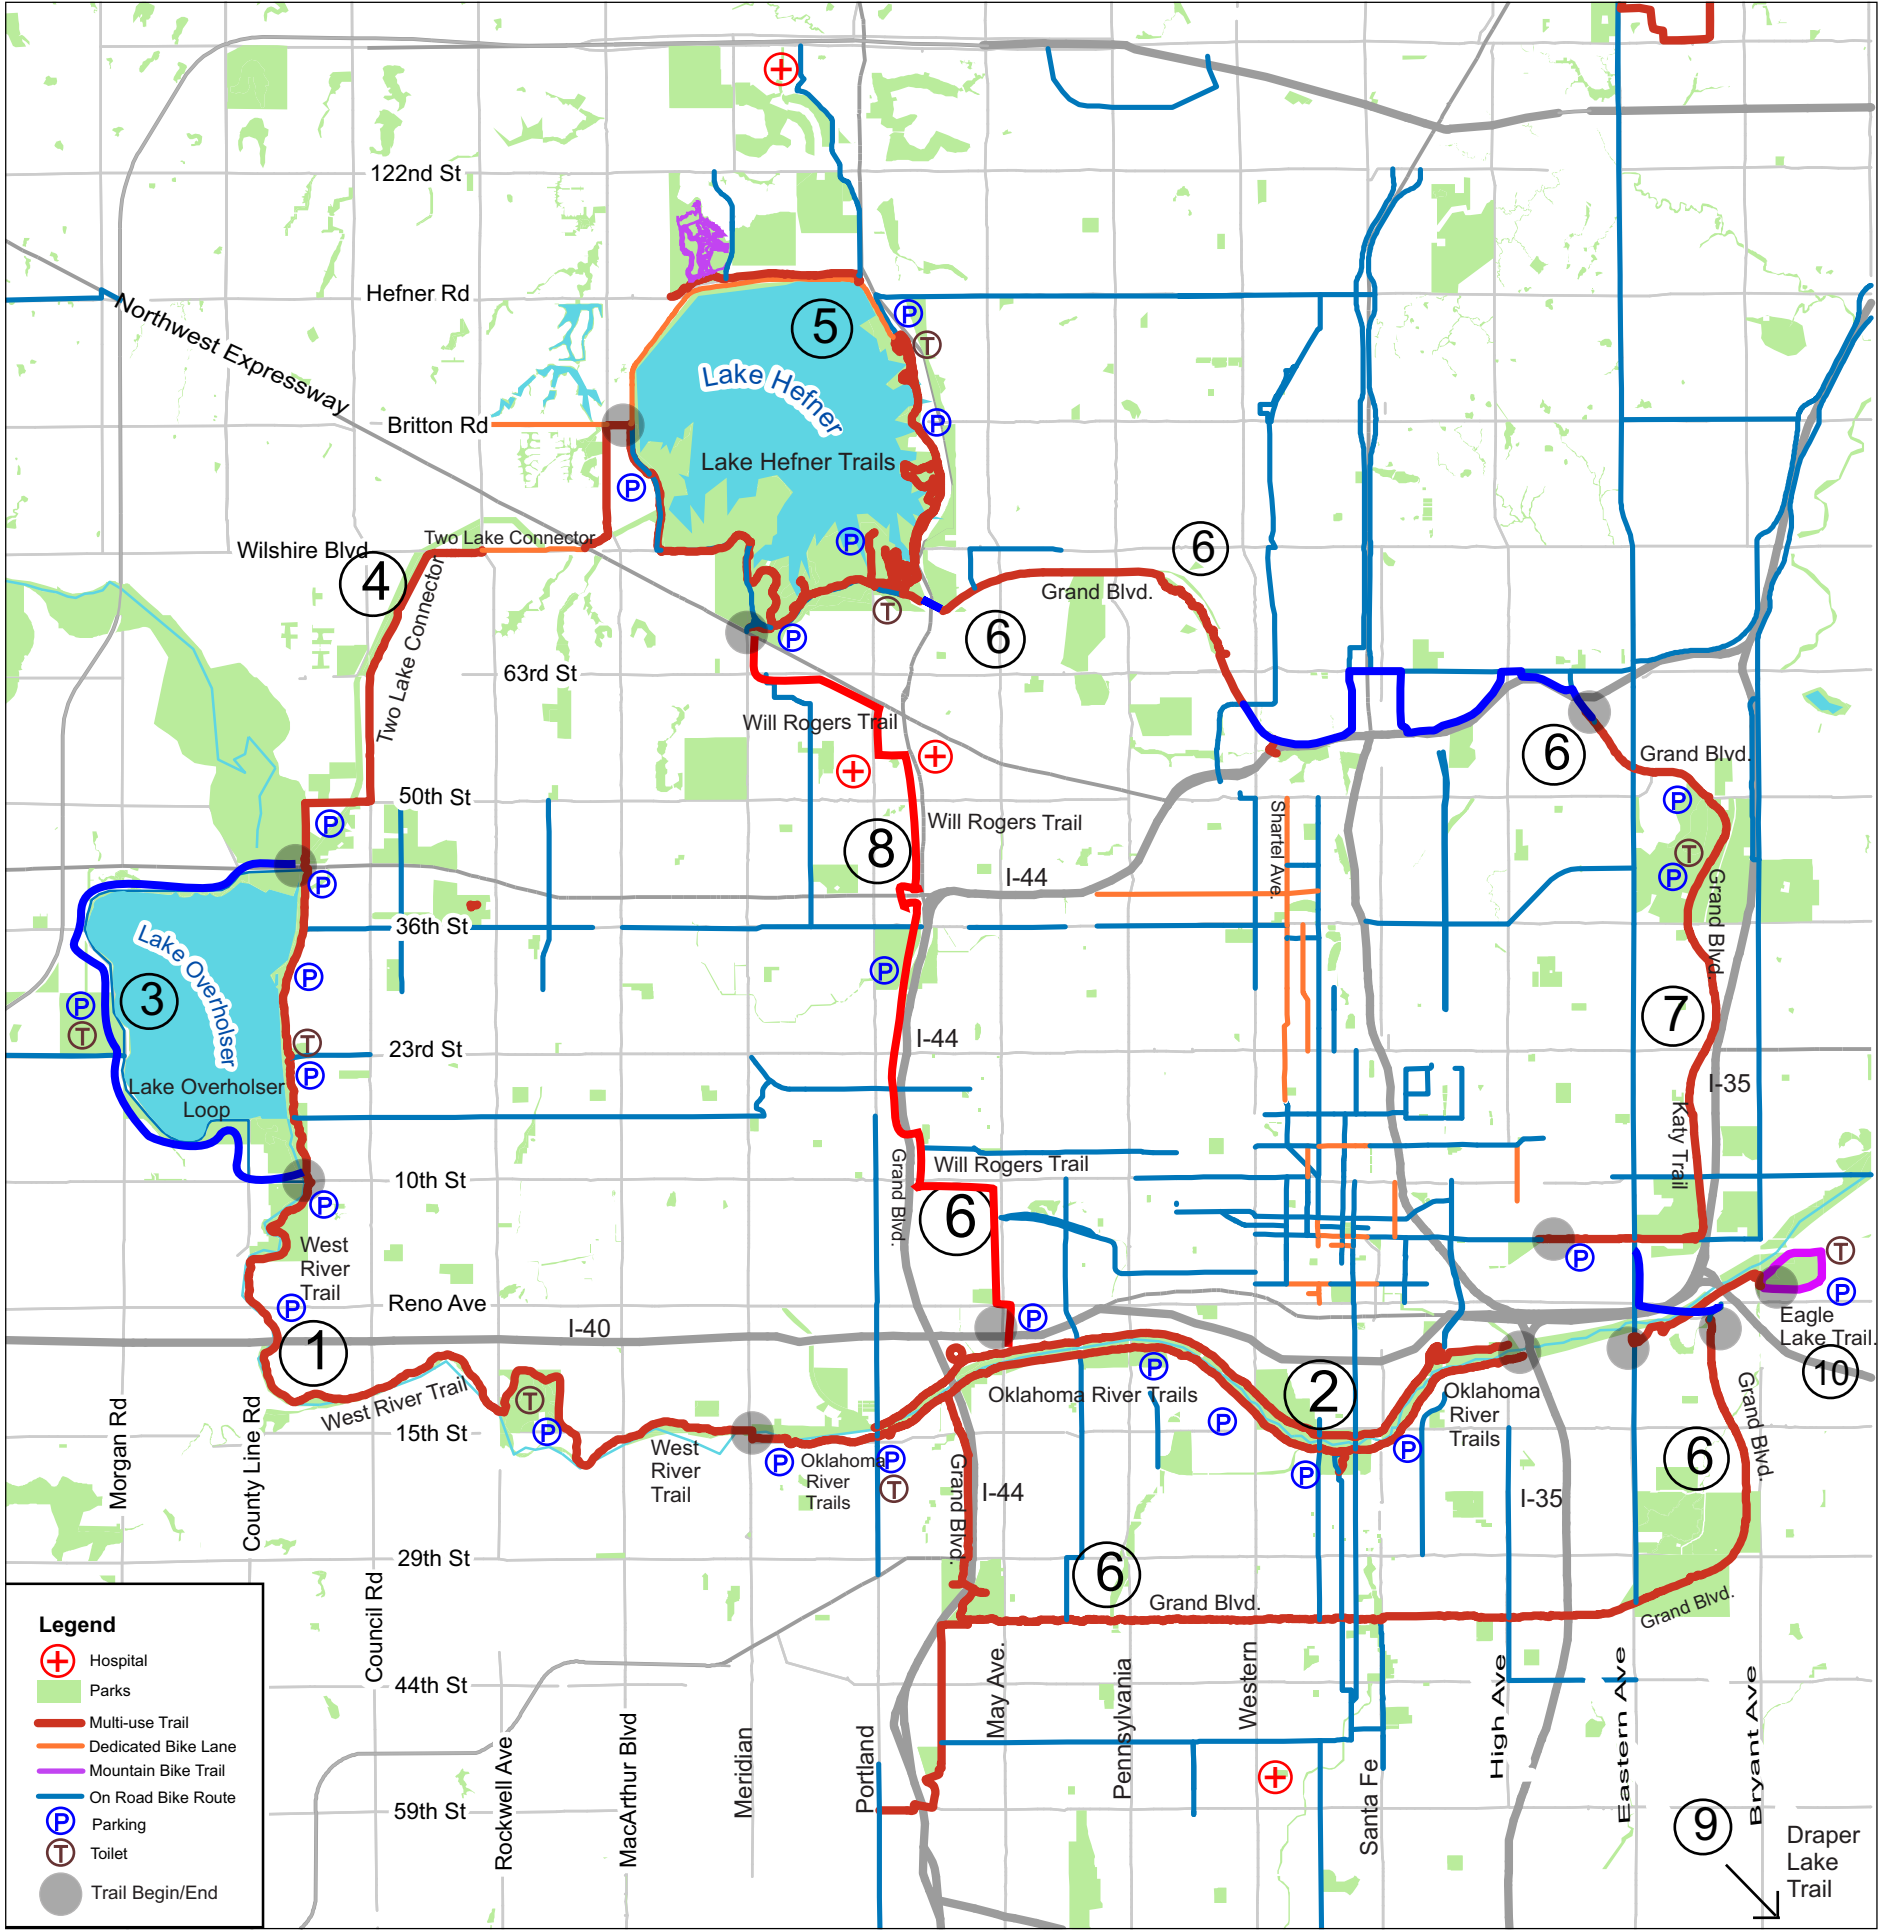 122nd St
Hefner Rd
Northwest Expressway
5
P
T
Lake Hefner
P
Britton Rd
Lake Hefner Trails
P
Wilshire Blvd
Two Lake Connector
P
6
4
Two Lake Connector
T
Grand Blvd.
6
P
63rd St
Will Rogers Trail
6
Grand Blvd.
50th St
P
P
Will Rogers Trail
8
Shartel Ave.
T
P
P
I-44
Grand Blvd.
36th St
Lake Overholser
P
P
3
P
T
7
T
23rd St
I-44
P
Lake Overholser
Loop
I-35
Katy Trail
10th St
Grand Blvd.
Will Rogers Trail
P
6
West
River
Trail
P
T
P
Reno Ave
P
P
Eagle
Lake Trail.
I-40
1
10
P
2
Oklahoma River Trails
Oklahoma
River
Trails
West River Trail
T
P
P
P
Grand Blvd.
15th St
West
River
Trail
P
Oklahoma
River
Trails
P
T
P
6
Morgan Rd
County Line Rd
Grand Blvd.
I-44
I-35
29th St
6
Grand Blvd.
Grand Blvd.
Council Rd
44th St
May Ave.
Pennsylvania
Western
High Ave
Eastern Ave
Bryant Ave
Rockwell Ave
MacArthur Blvd
Meridian
Portland
Santa Fe
59th St
9
Draper
Lake
Trail
Legend
Hospital
Parks
Multi-use Trail
Dedicated Bike Lane
Mountain Bike Trail
On Road Bike Route
P Parking
T Toilet
Trail Begin/End